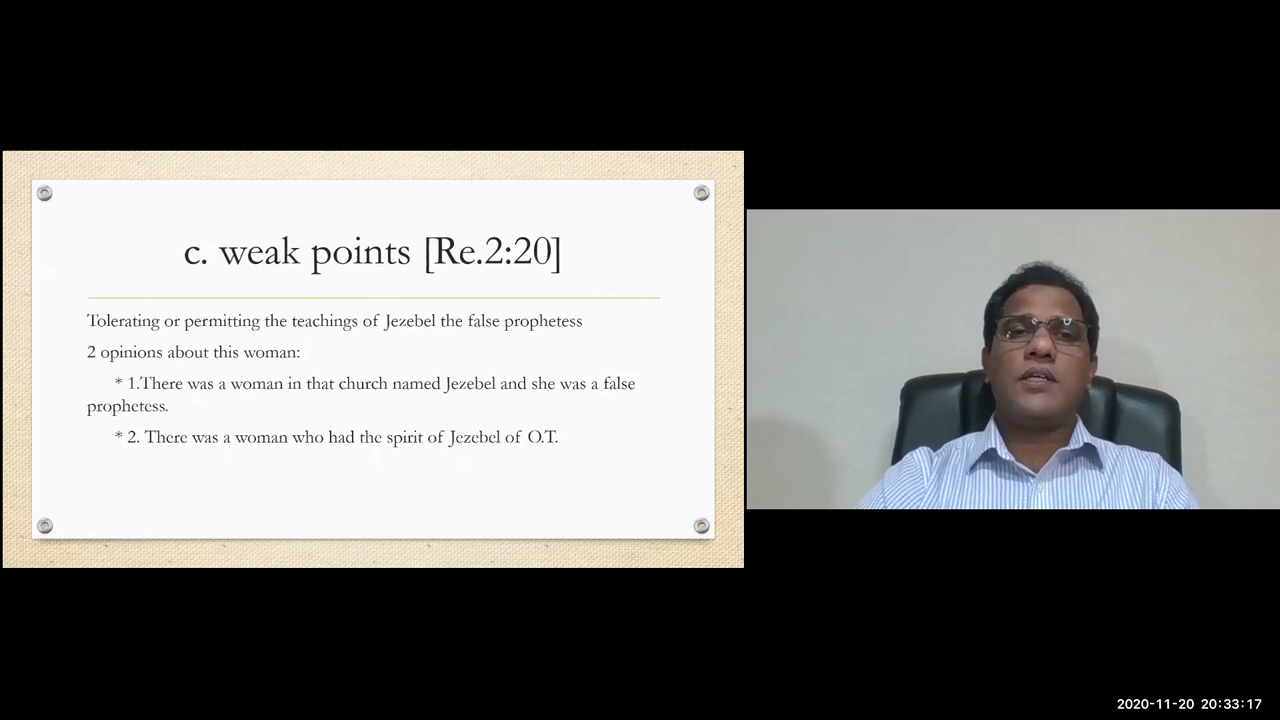 c. weak points [Re.2:20]
Tolerating or permitting the teachings of Jezebel the false prophetess
2 opinions about this woman:
* 1.There was a woman in that church named Jezebel and she was a false
prophetess.
* 2. There was a woman who had the spirit of Jezebel of O.T.
2020-11-20 20:33:17